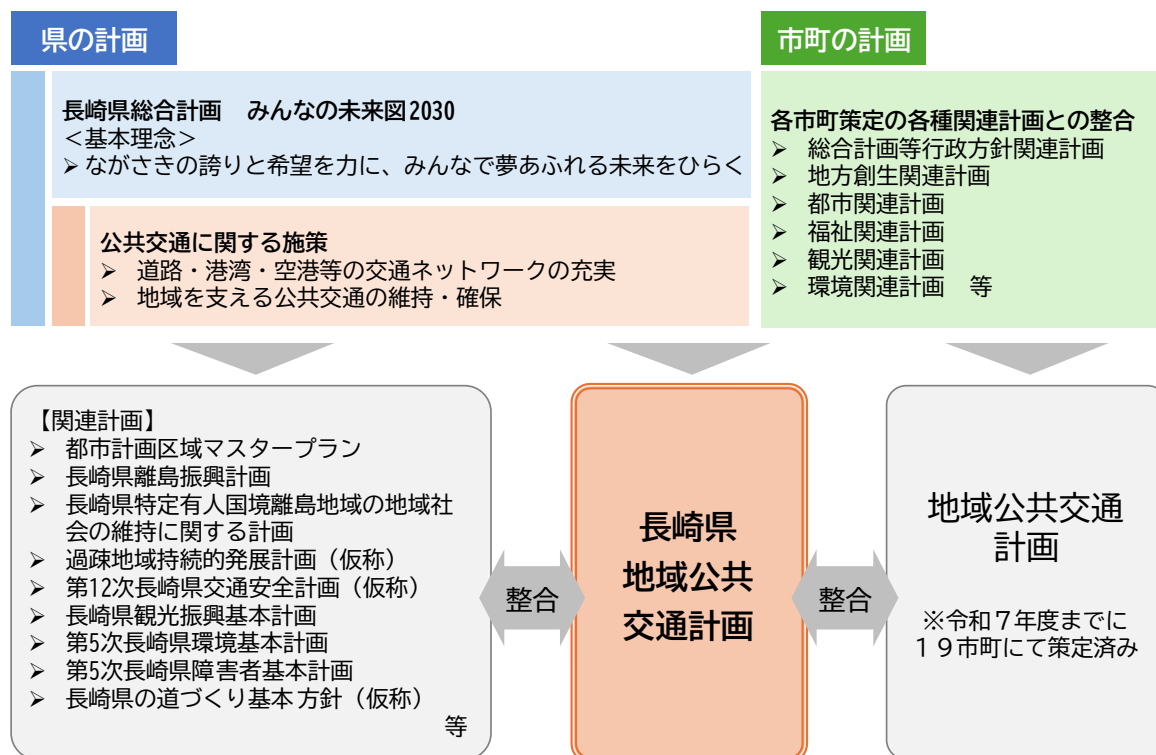 県の計画
長崎県総合計画　みんなの未来図2030
＜基本理念＞
➢ ながさきの誇りと希望を力に、みんなで夢あふれる未来をひらく
公共交通に関する施策
➢ 道路・港湾・空港等の交通ネットワークの充実
➢ 地域を支える公共交通の維持・確保
市町の計画
各市町策定の各種関連計画との整合
➢ 総合計画等行政方針関連計画
➢ 地方創生関連計画
➢ 都市関連計画
➢ 福祉関連計画
➢ 観光関連計画
➢ 環境関連計画　等
【関連計画】
➢ 都市計画区域マスタープラン
➢ 長崎県離島振興計画
➢ 長崎県特定有人国境離島地域の地域社
会の維持に関する計画
➢ 過疎地域持続的発展計画（仮称）
➢ 第12次長崎県交通安全計画（仮称）
➢ 長崎県観光振興基本計画
➢ 第5次長崎県環境基本計画
➢ 第5次長崎県障害者基本計画
➢ 長崎県の道づくり基本方針（仮称）
等
整合
長崎県
地域公共
交通計画
整合
地域公共交通
計画
※令和７年度までに
１９市町にて策定済み